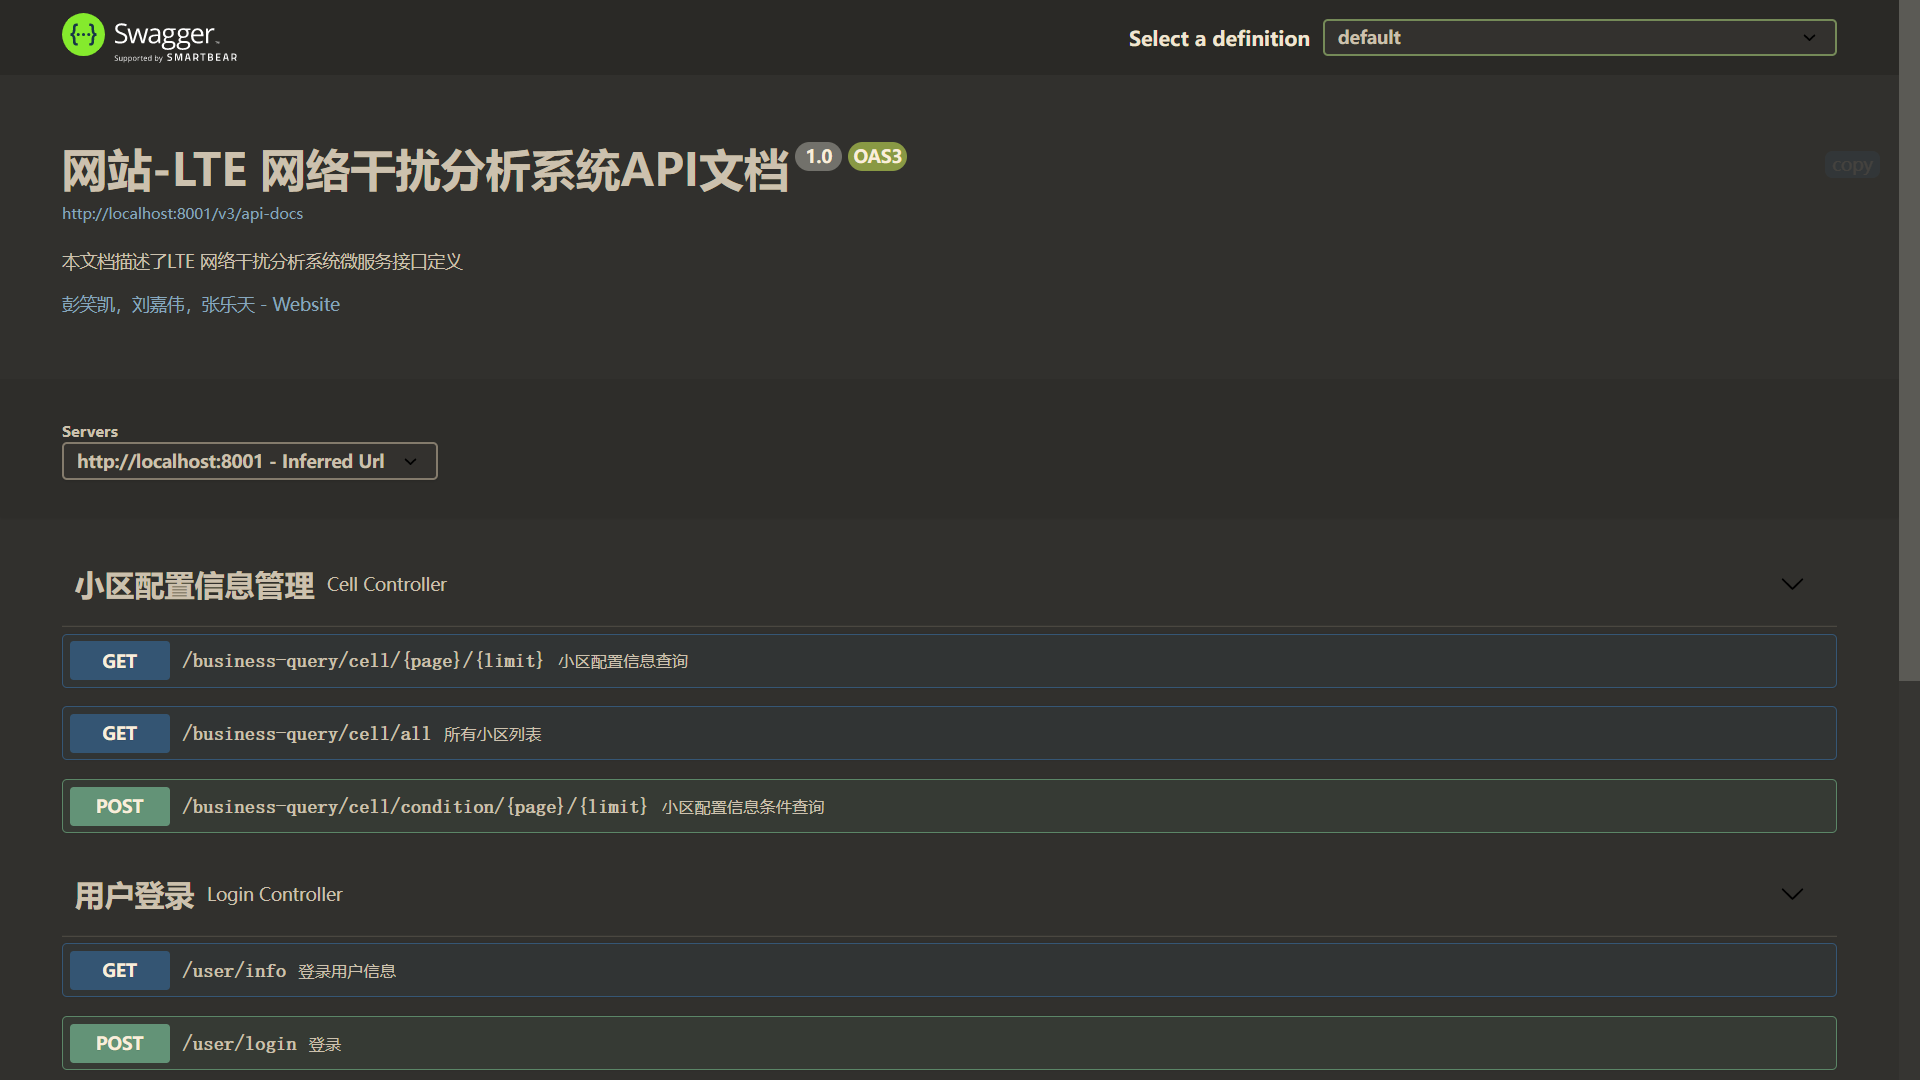 Swagger
Supported by SMARTBEAR
Select a definition
default
网站-LTE 网络干扰分析系统API文档 1.0 OAS3
copy
http://localhost:8001/v3/api-docs
本文档描述了LTE 网络干扰分析系统微服务接口定义
彭笑凯，刘嘉伟，张乐天 - Website
Servers
http://localhost:8001 - Inferred Url
小区配置信息管理 Cell Controller
GET /business-query/cell/{page}/{limit} 小区配置信息查询
GET /business-query/cell/all 所有小区列表
POST /business-query/cell/condition/{page}/{limit} 小区配置信息条件查询
用户登录 Login Controller
GET /user/info 登录用户信息
POST /user/login 登录